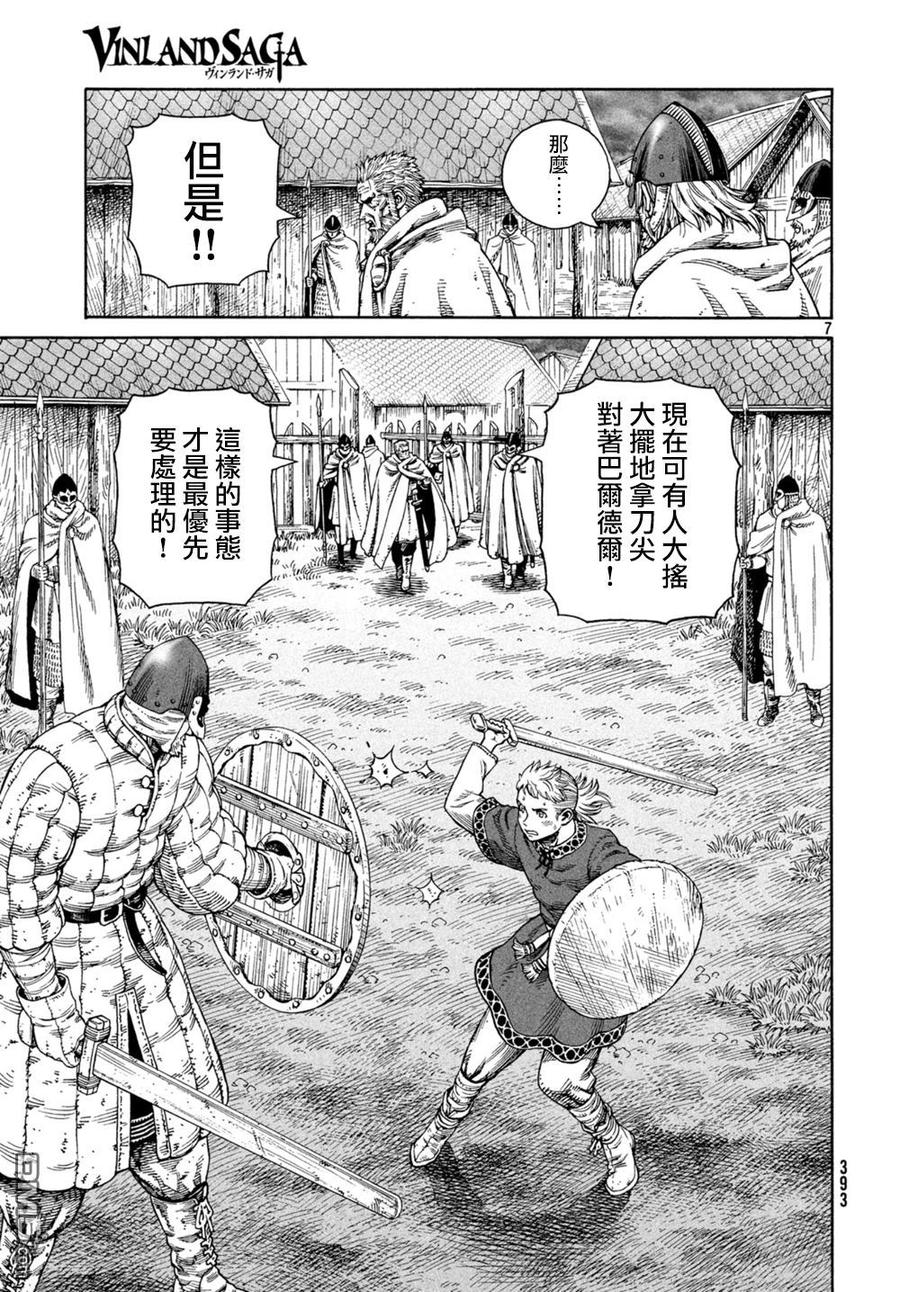 VINLAND SAGA
ヴィンランド・サガ
那麼……
但是!!
7
現在可有人大搖
大擺地拿刀尖
對著巴爾德爾！
這樣的事態
才是最優先
要處理的！
393